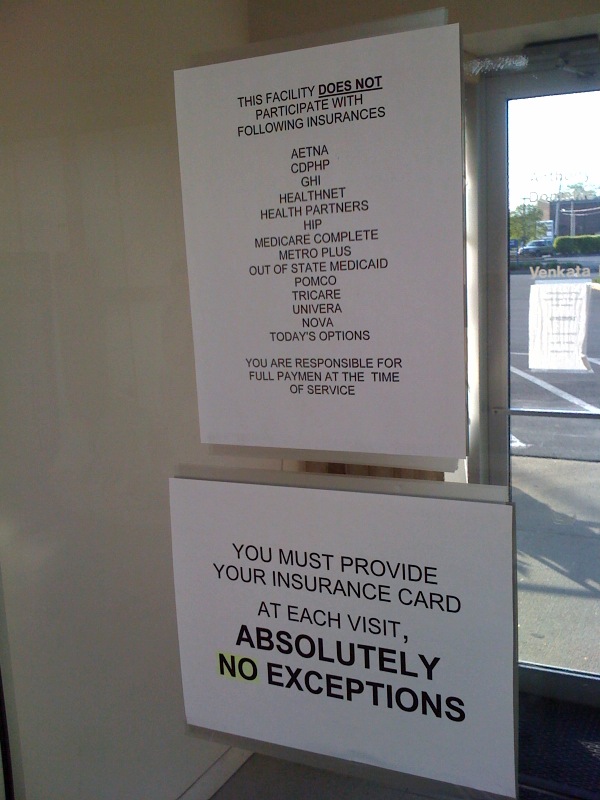 THIS FACILITY DOES NOT
PARTICIPATE WITH
FOLLOWING INSURANCES
AETNA
CDPHP
GHI
HEALTHNET
HEALTH PARTNERS
HIP
MEDICARE COMPLETE
METRO PLUS
OUT OF STATE MEDICAID
POMCO
TRICARE
UNIVERA
NOVA
TODAY'S OPTIONS
YOU ARE RESPONSIBLE FOR
FULL PAYMEN AT THE TIME
OF SERVICE
YOU MUST PROVIDE
YOUR INSURANCE CARD
AT EACH VISIT,
ABSOLUTELY
NO EXCEPTIONS
Venkata